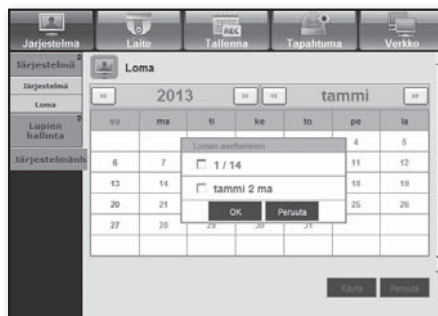 Järjestelmä Laite Tallenna Tapahtuma Verkko
REC
Järjestelmä
Järjestelmä
Loma
Lupien
hallinta
Järjestelmänh
Loma
2013 tammi
su ma ti ke to pe la
4 5
6 7 11 12
13 14 18 19
20 21 25 26
27 28 29 30 31
Loman asettaminen
1 / 14
tammi 2 ma
OK Peruuta
Käytä Peruuta